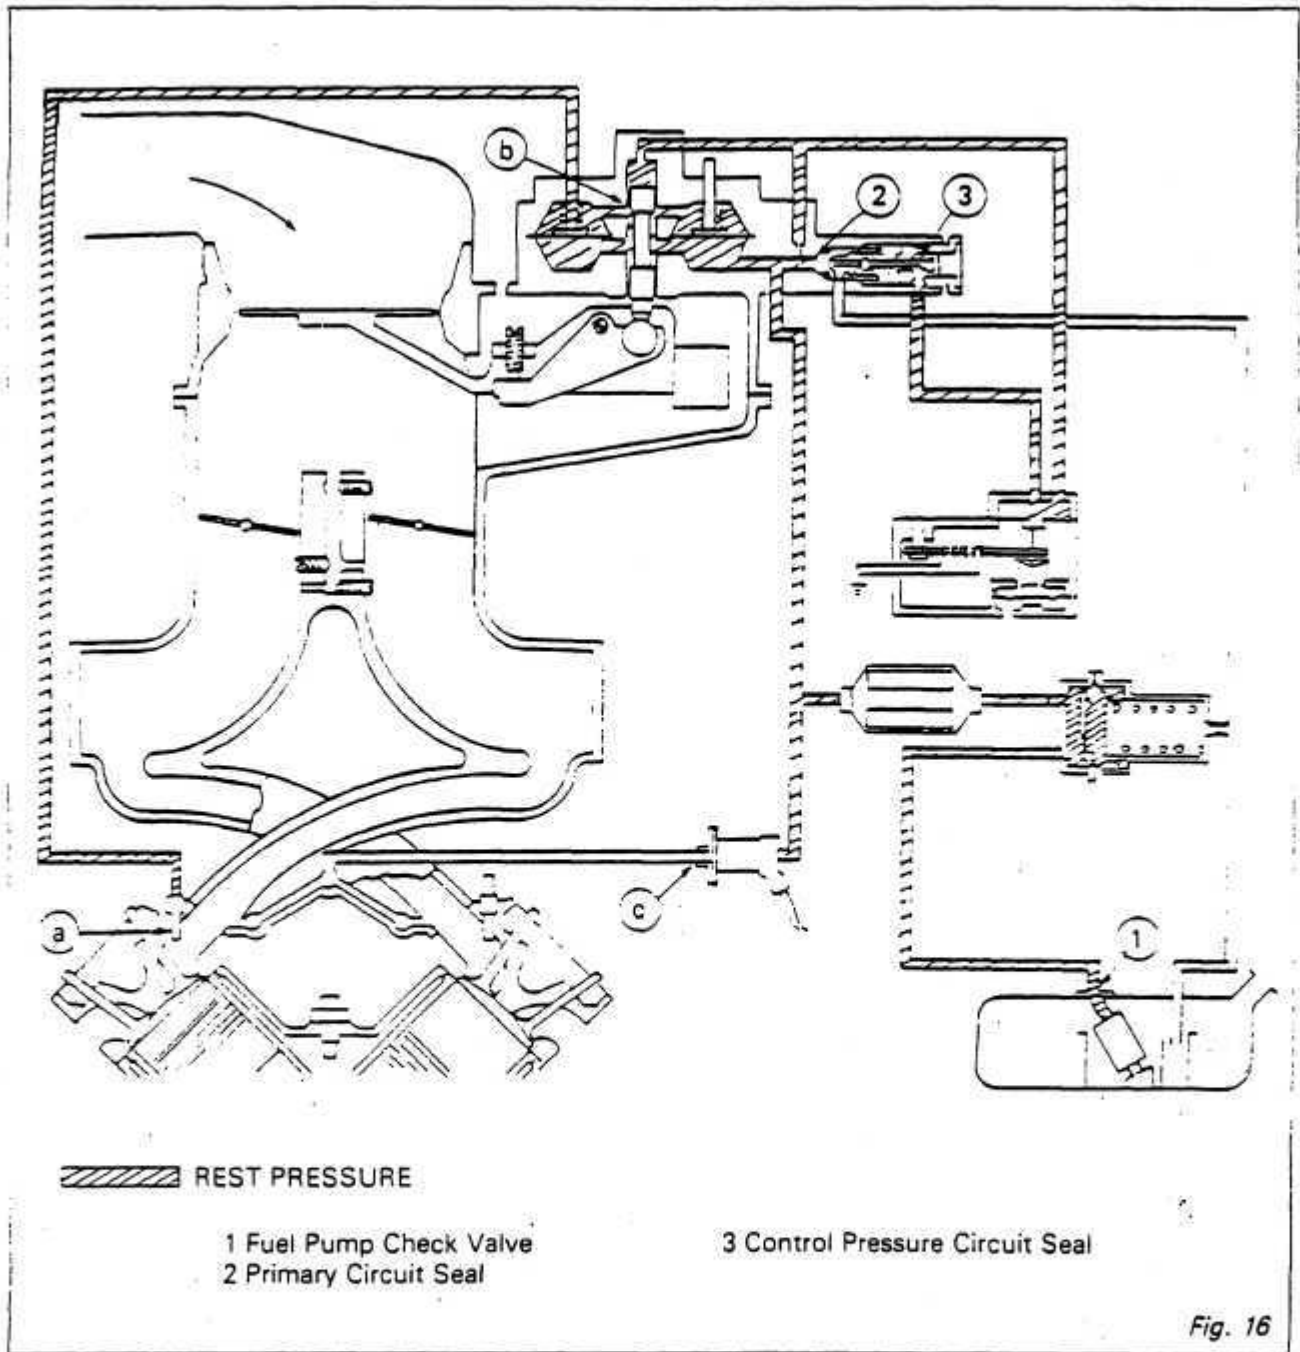 b
2
3
a
c
1
REST PRESSURE
1 Fuel Pump Check Valve
2 Primary Circuit Seal
3 Control Pressure Circuit Seal
Fig. 16